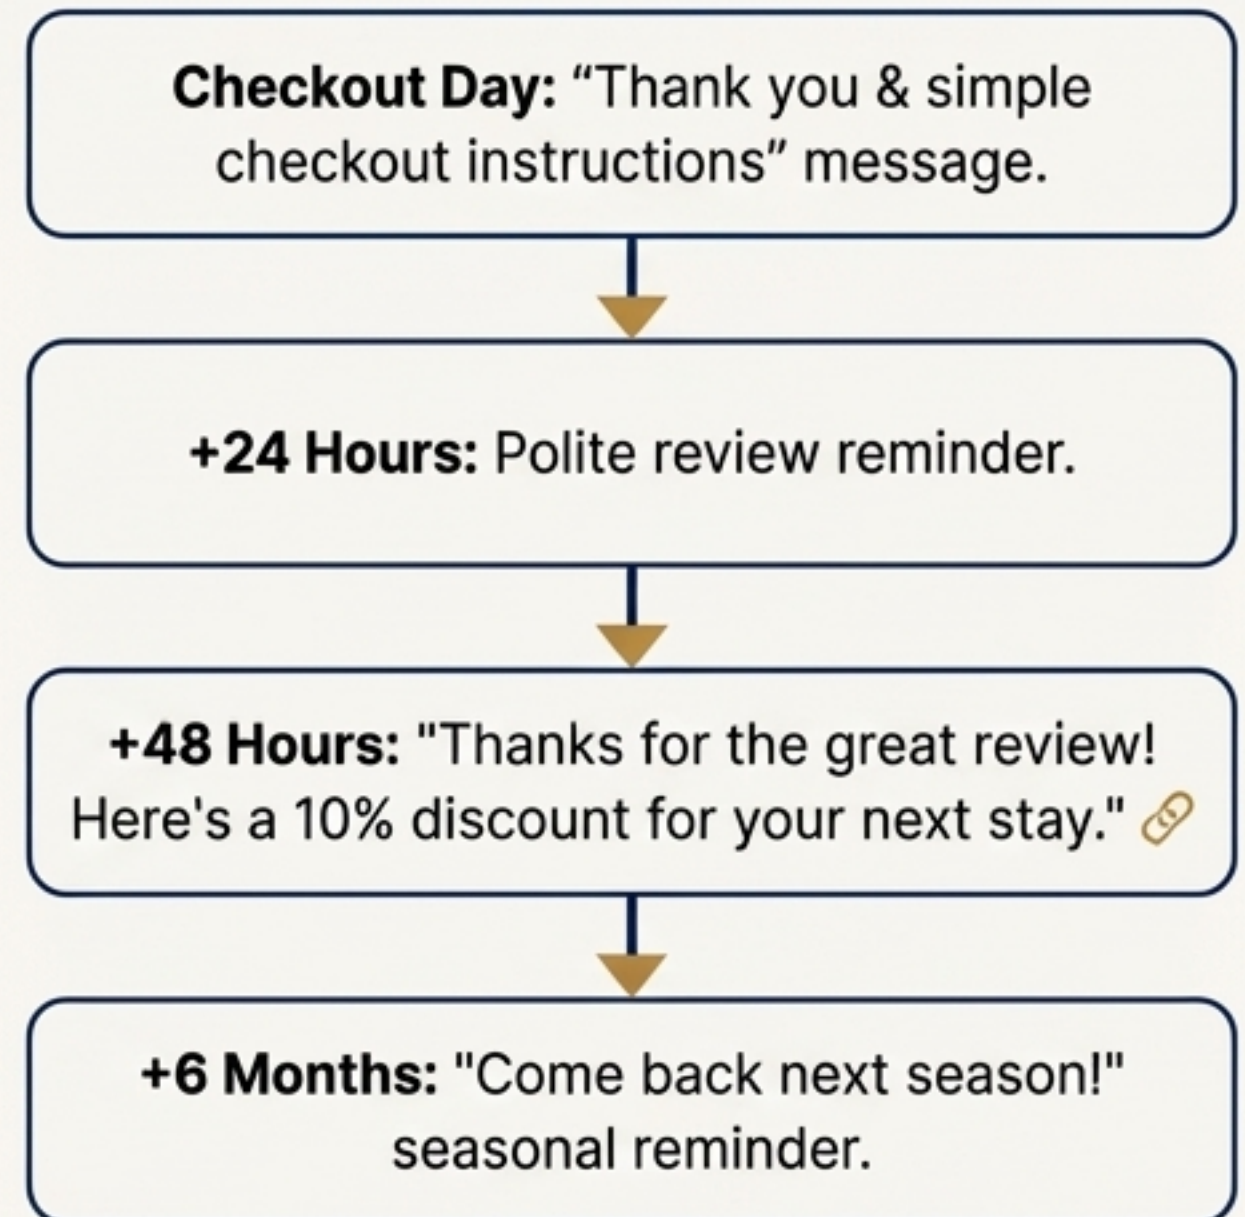 Checkout Day: “Thank you & simple
checkout instructions” message.
+24 Hours: Polite review reminder.
+48 Hours: "Thanks for the great review!
Here's a 10% discount for your next stay."
+6 Months: "Come back next season!"
seasonal reminder.